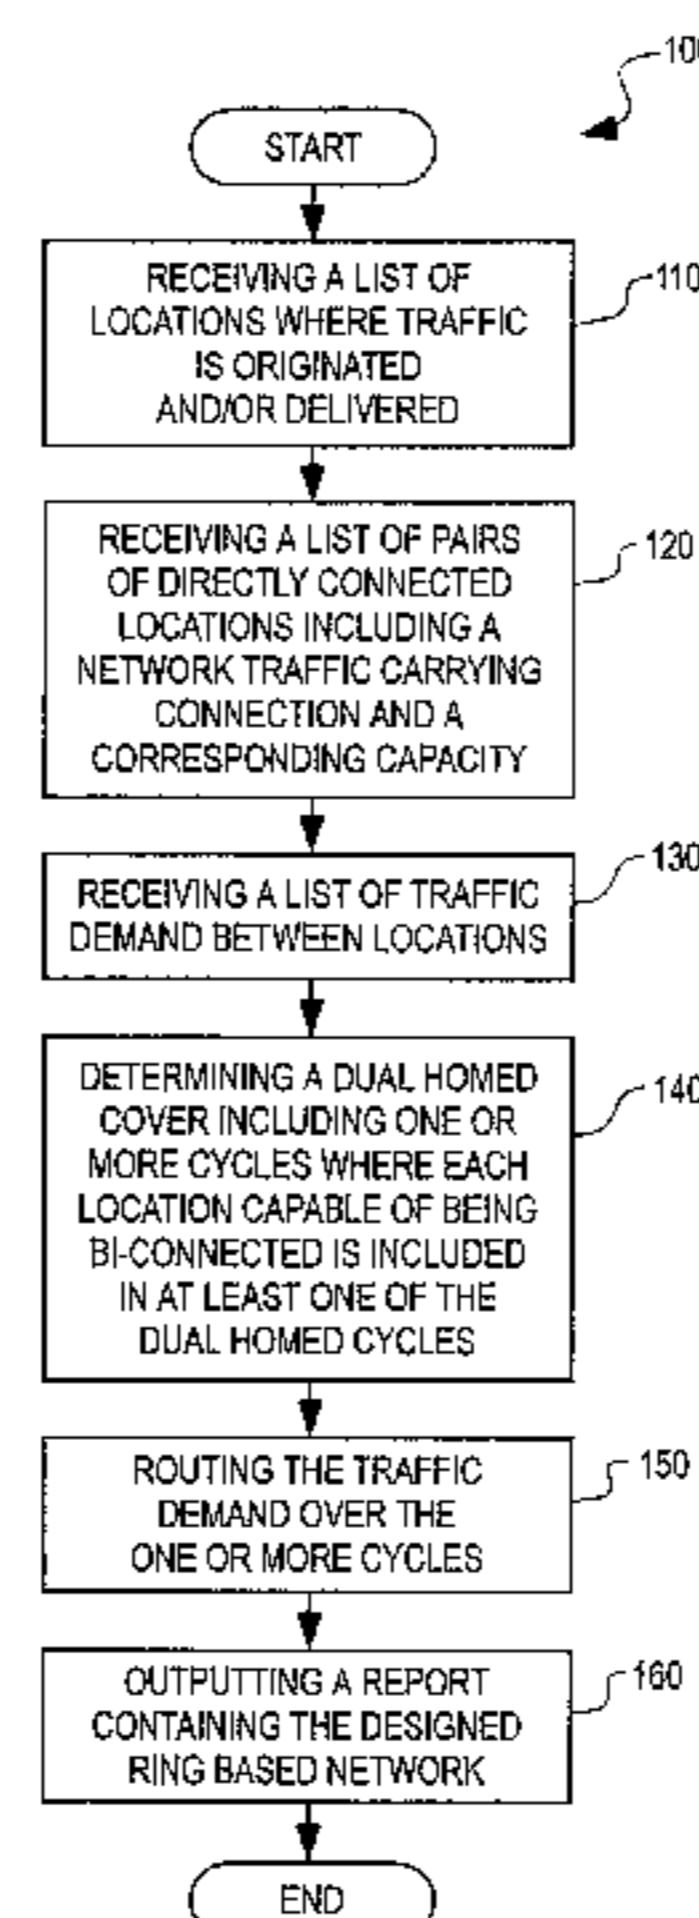 100
START
RECEIVING A LIST OF
LOCATIONS WHERE TRAFFIC
IS ORIGINATED
AND/OR DELIVERED
110
RECEIVING A LIST OF PAIRS
OF DIRECTLY CONNECTED
LOCATIONS INCLUDING A
NETWORK TRAFFIC CARRYING
CONNECTION AND A
CORRESPONDING CAPACITY
120
RECEIVING A LIST OF TRAFFIC
DEMAND BETWEEN LOCATIONS
130
DETERMINING A DUAL HOMED
COVER INCLUDING ONE OR
MORE CYCLES WHERE EACH
LOCATION CAPABLE OF BEING
BI-CONNECTED IS INCLUDED
IN AT LEAST ONE OF THE
DUAL HOMED CYCLES
140
ROUTING THE TRAFFIC
DEMAND OVER THE
ONE OR MORE CYCLES
150
OUTPUTTING A REPORT
CONTAINING THE DESIGNED
RING BASED NETWORK
160
END